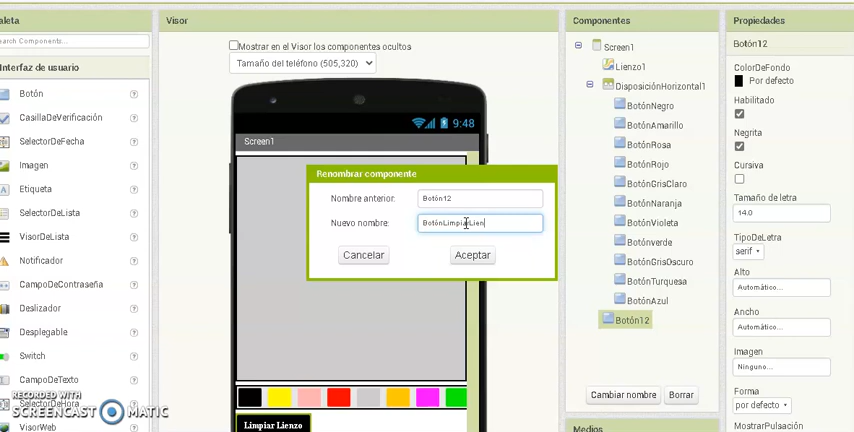 aleta
Search Components...
Interfaz de usuario
Botón
CasillaDeVerificación
SelectorDeFecha
Imagen
Etiqueta
SelectorDeLista
VisorDeLista
Notificador
CampoDeContraseña
Deslizador
Desplegable
Switch
CampoDeTexto
SelectorDeHora
VisorWeb
RECORDED WITH
SCREENCAST MATIC
Visor
Mostrar en el Visor los componentes ocultos
Tamaño del teléfono (505,320)
9:48
Screen1
Renombrar componente
Nombre anterior:
Botón12
Nuevo nombre:
BotónLimpiarLien
Cancelar
Aceptar
Limpiar Lienzo
Componentes
Screen1
Lienzo1
DisposiciónHorizontal1
BotónNegro
BotónAmarillo
BotónRosa
BotónRojo
BotónGrisClaro
BotónNaranja
BotónVioleta
Botónverde
BotónGrisOscuro
BotónTurquesa
BotónAzul
Botón12
Cambiar nombre
Borrar
Medios
Propiedades
Botón12
ColorDeFondo
Por defecto
Habilitado
Negrita
Cursiva
Tamaño de letra
14.0
TipoDeLetra
serif
Alto
Automático...
Ancho
Automático...
Imagen
Ninguno...
Forma
por defecto
MostrarPulsación